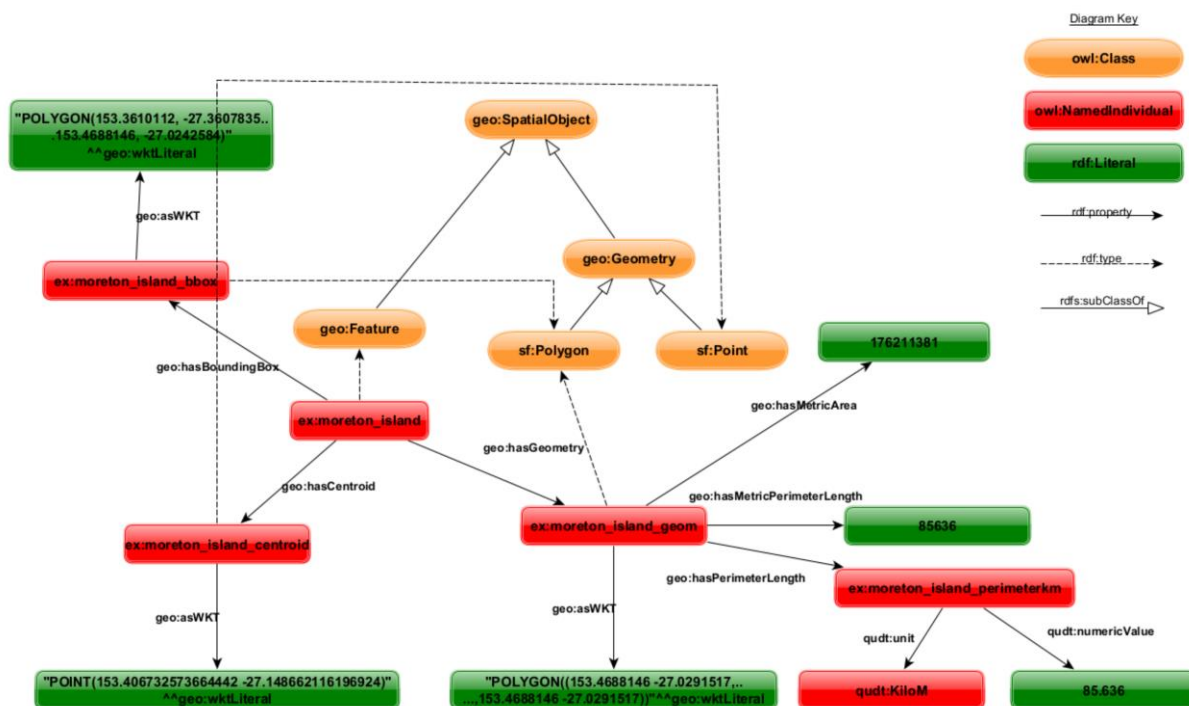 Diagram Key
owl:Class
owl:NamedIndividual
rdf:Literal
rdf:property
rdf:type
rdfs:subClassOf
"POLYGON(153.3610112, -27.3607835..
.153.4688146, -27.0242584)"
^^geo:wktLiteral
geo:SpatialObject
geo:asWKT
geo:Geometry
ex:moreton_island_bbox
geo:Feature
sf:Polygon
sf:Point
176211381
geo:hasBoundingBox
geo:hasMetricArea
ex:moreton_island
geo:hasGeometry
geo:hasCentroid
geo:hasMetricPerimeterLength
ex:moreton_island_centroid
ex:moreton_island_geom
85636
geo:hasPerimeterLength
ex:moreton_island_perimeterkm
geo:asWKT
geo:asWKT
qudt:unit
qudt:numericValue
"POINT(153.406732573664442 -27.148662116196924)"
^^geo:wktLiteral
"POLYGON((153.4688146 -27.0291517,..
...,153.4688146 -27.0291517))"^^geo:wktLiteral
qudt:KiloM
85.636